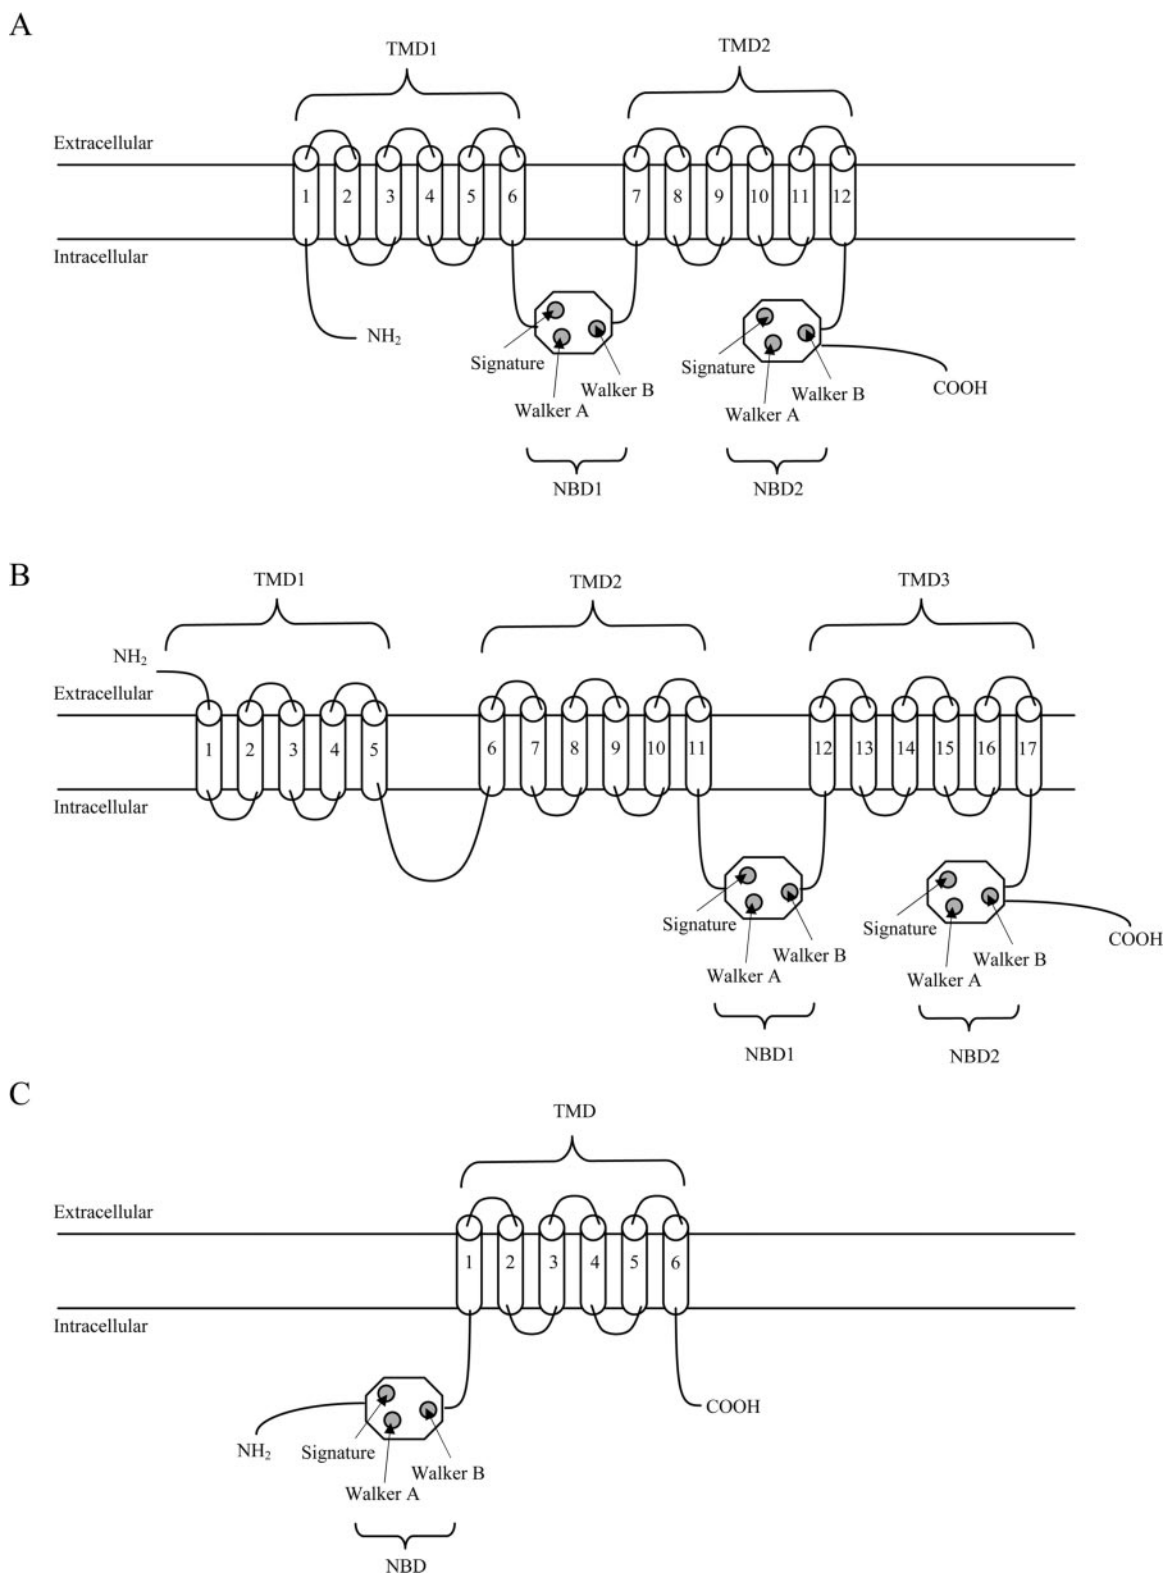 A
TMD1
TMD2
Extracellular
1 2 3 4 5 6 7 8 9 10 11 12
Intracellular
NH₂
Signature
Walker A
Walker B
Signature
Walker A
Walker B
COOH
NBD1
NBD2
B
TMD1
TMD2
TMD3
NH₂
Extracellular
1 2 3 4 5 6 7 8 9 10 11 12 13 14 15 16 17
Intracellular
Signature
Walker A
Walker B
Signature
Walker A
Walker B
COOH
NBD1
NBD2
C
TMD
Extracellular
1 2 3 4 5 6
Intracellular
COOH
NH₂
Signature
Walker A
Walker B
NBD